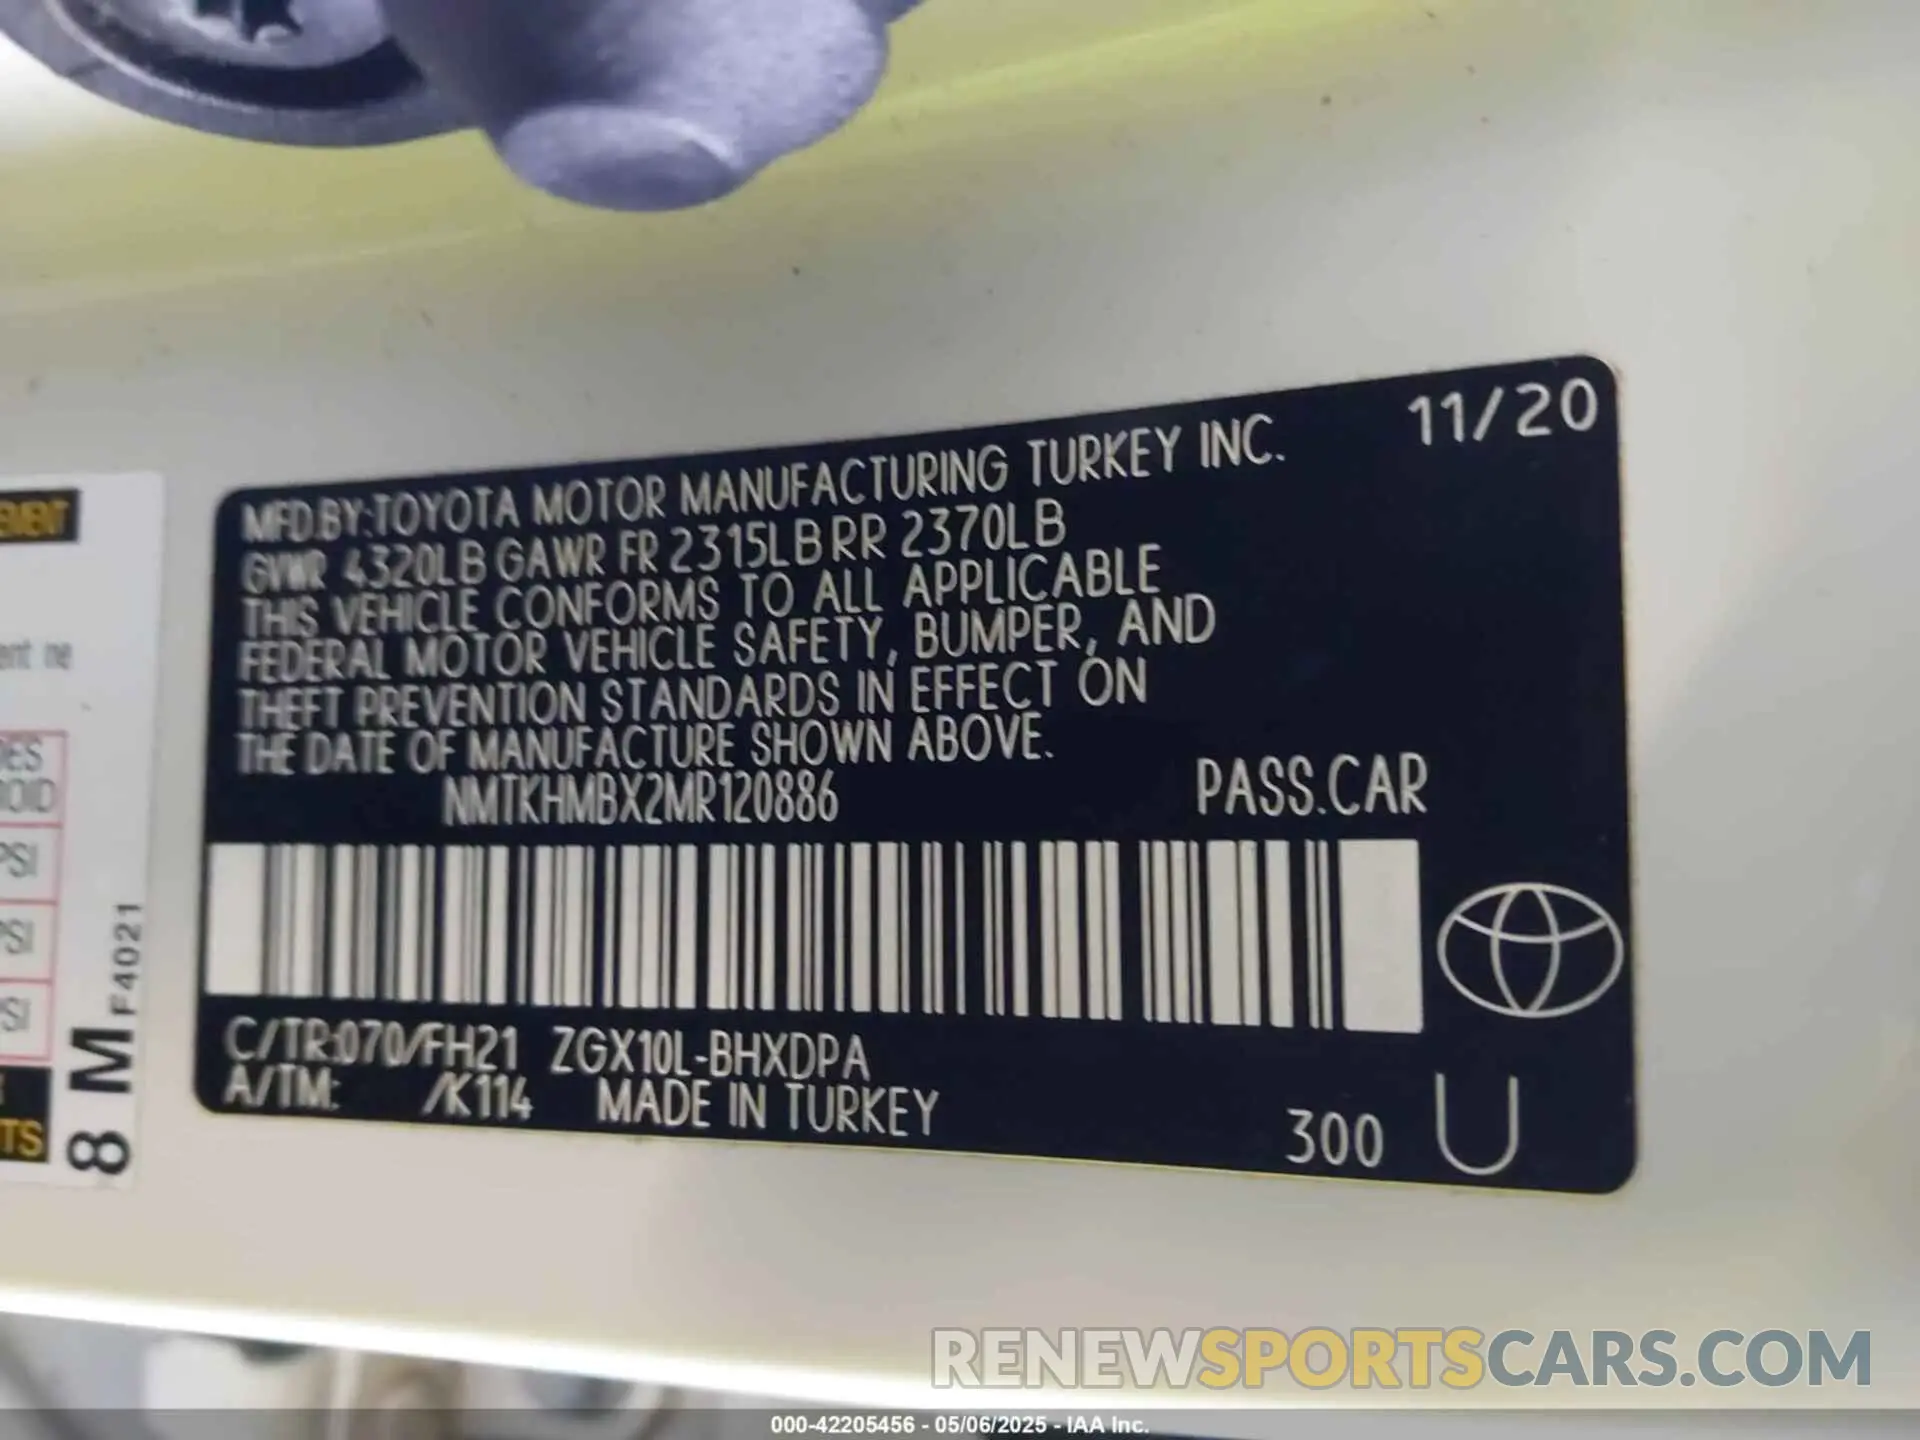 11/20
MFD.BY:TOYOTA MOTOR MANUFACTURING TURKEY INC.
GVWR 4320LB GAWR FR 2315LB RR 2370LB
THIS VEHICLE CONFORMS TO ALL APPLICABLE
FEDERAL MOTOR VEHICLE SAFETY, BUMPER, AND
THEFT PREVENTION STANDARDS IN EFFECT ON
THE DATE OF MANUFACTURE SHOWN ABOVE.
NMTKHMBX2MR120886 PASS.CAR
C/TR:070/FH21 ZGX10L-BHXDPA
A/TM: /K114 MADE IN TURKEY
300 U
PSI
PSI
PSI
8 M F4021
RENEWSPORTSCARS.COM
000-42205456 - 05/06/2025 - IAA Inc.